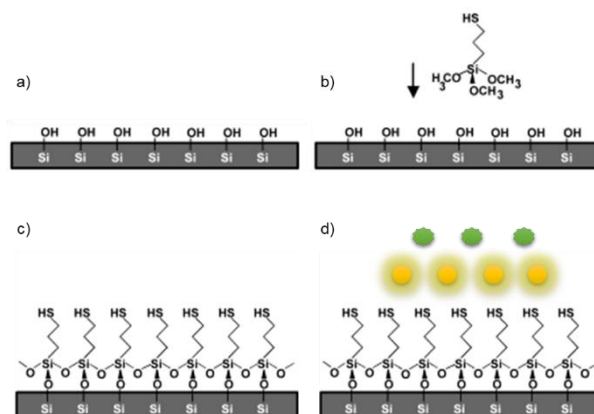 a)
OH OH OH OH OH OH OH
Si Si Si Si Si Si Si
b)
HS
Si
H₃CO OCH₃
OCH₃
OH OH OH OH OH OH OH
Si Si Si Si Si Si Si
c)
HS HS HS HS HS HS HS
Si Si Si Si Si Si Si
O O O O O O O O
O O O O O O O
Si Si Si Si Si Si Si
d)
HS HS HS HS HS HS HS
Si Si Si Si Si Si Si
O O O O O O O O
O O O O O O O
Si Si Si Si Si Si Si